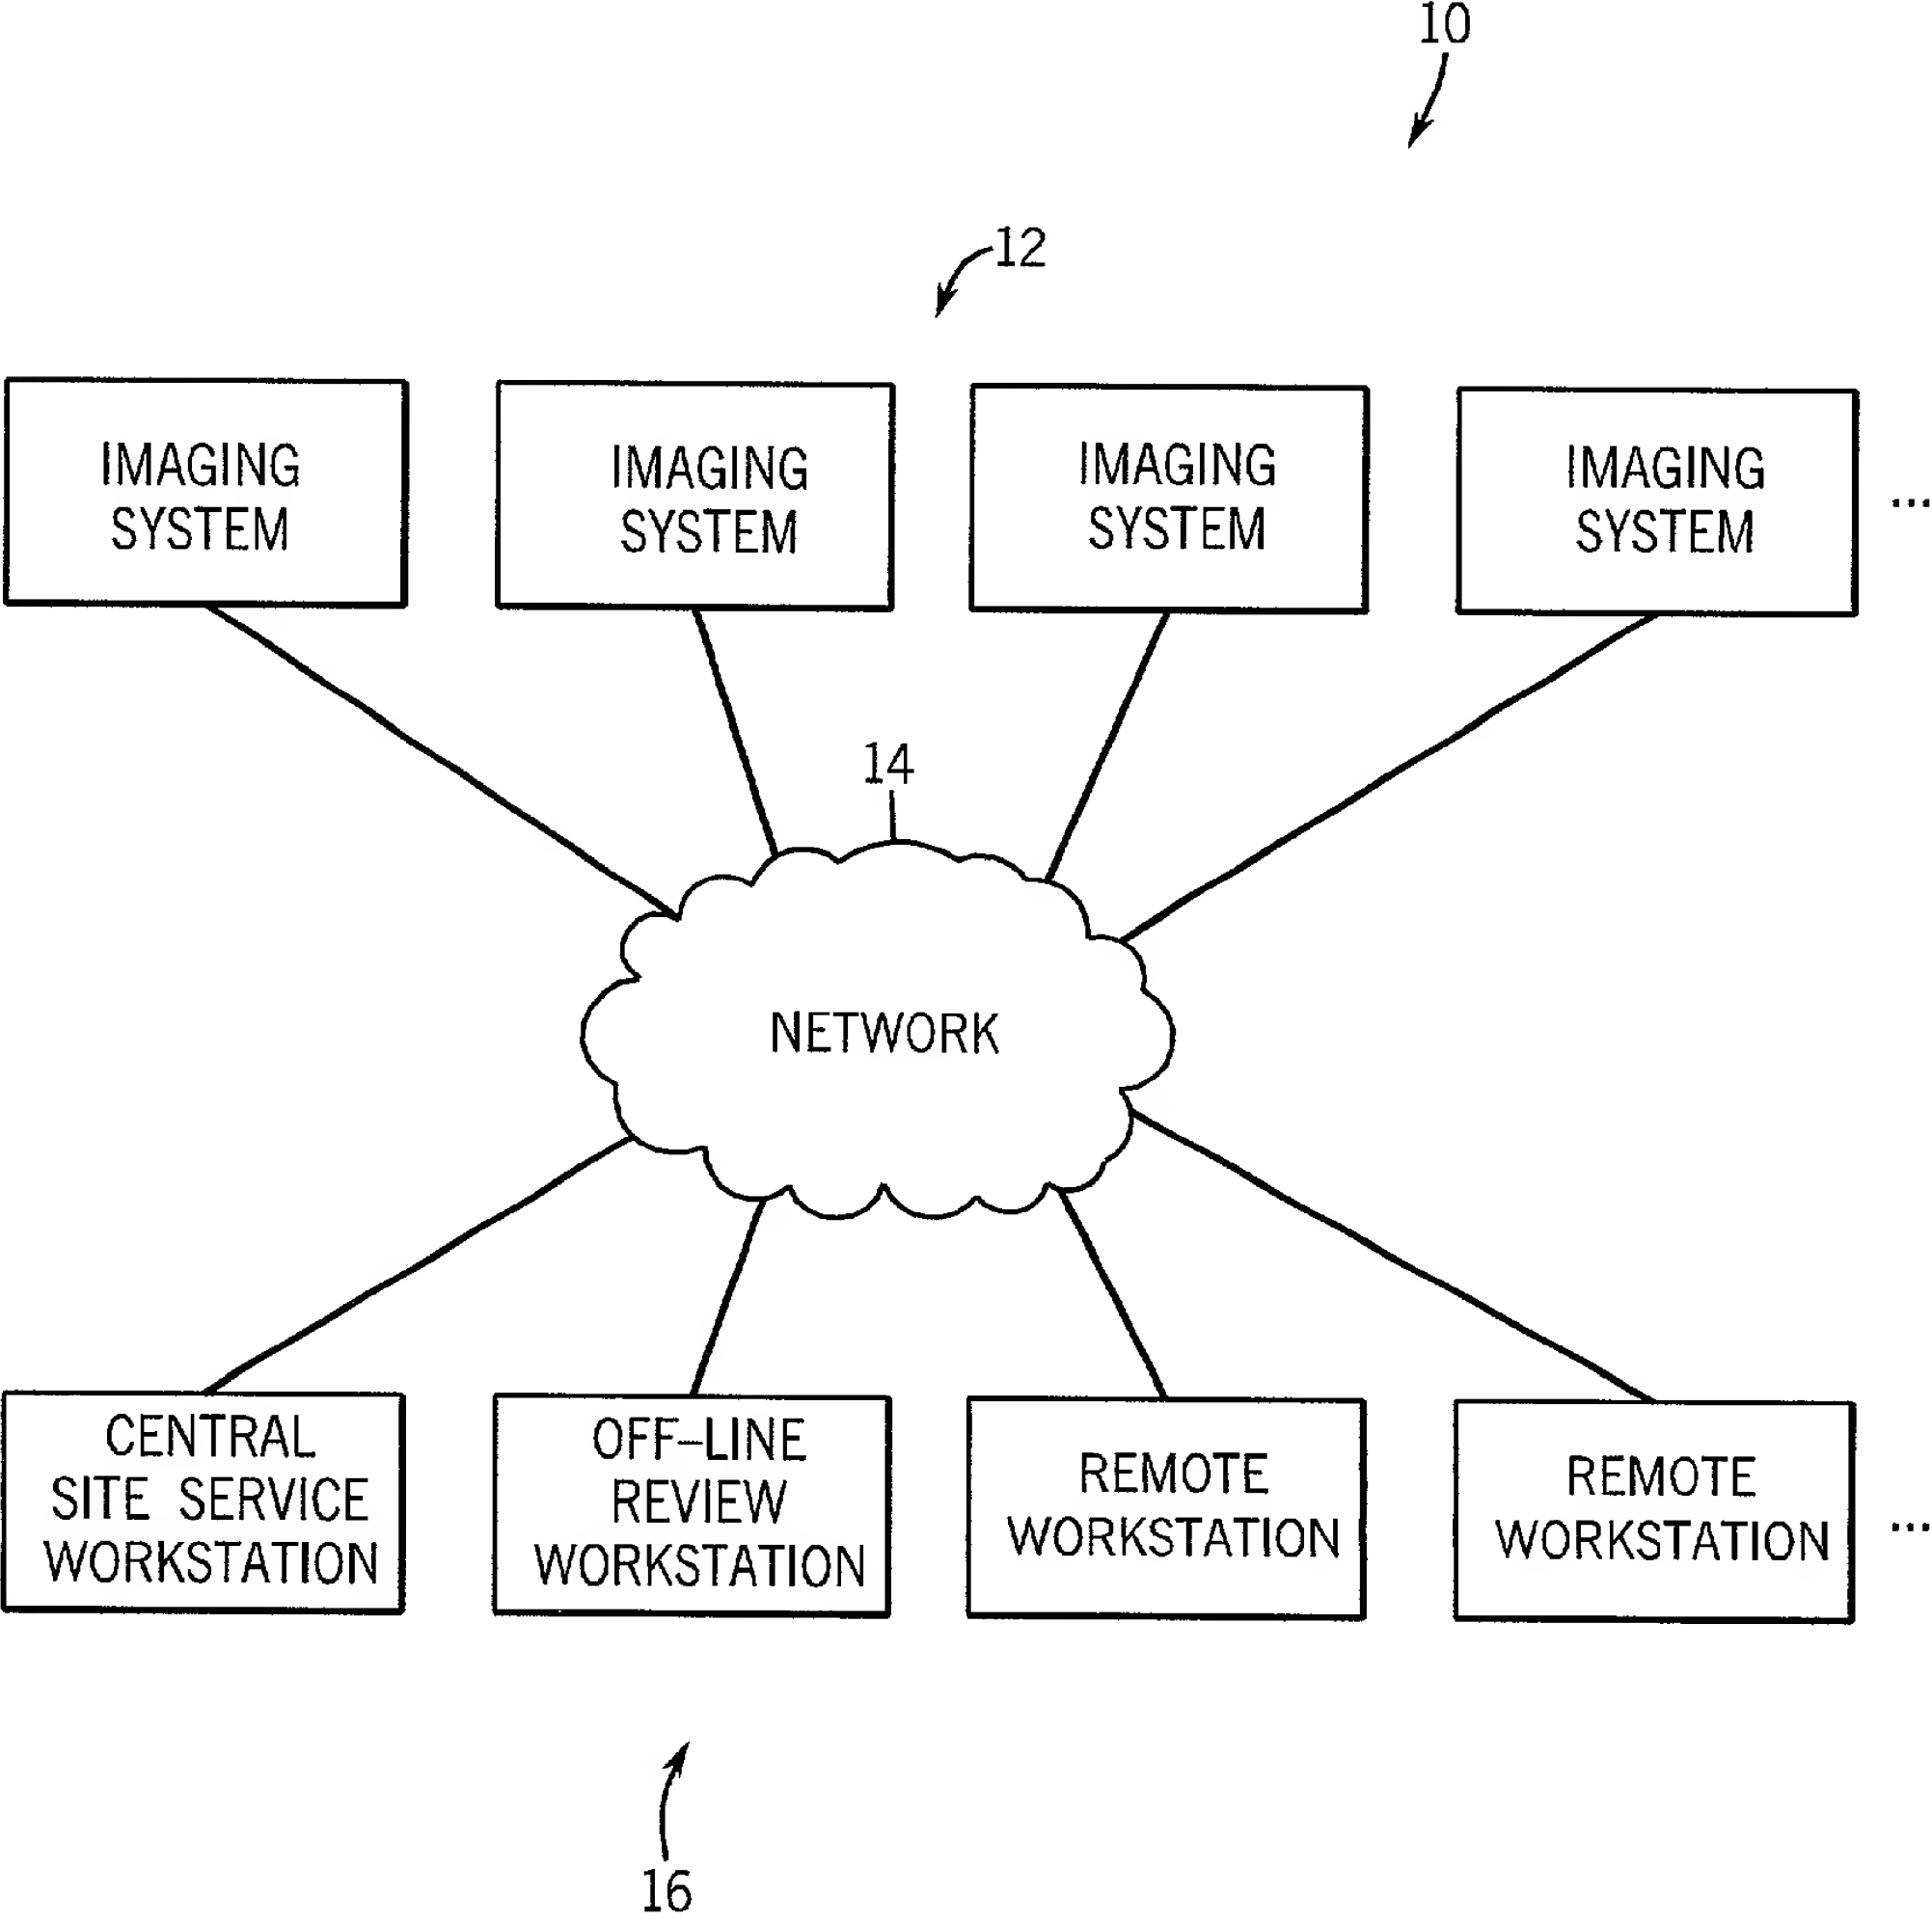 10
12
IMAGING
SYSTEM
IMAGING
SYSTEM
IMAGING
SYSTEM
IMAGING
SYSTEM
...
14
NETWORK
CENTRAL
SITE SERVICE
WORKSTATION
OFF-LINE
REVIEW
WORKSTATION
REMOTE
WORKSTATION
REMOTE
WORKSTATION
...
16